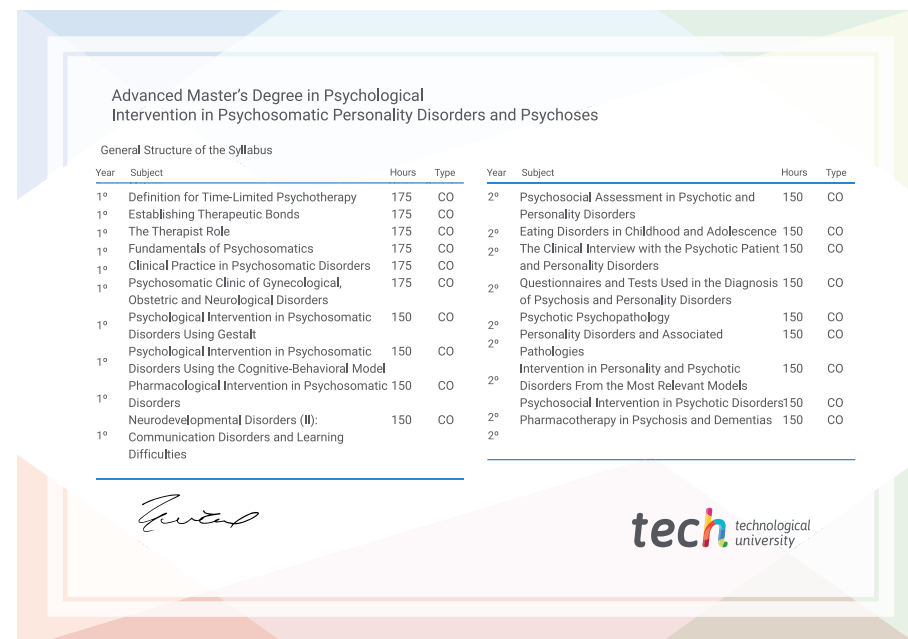 Advanced Master's Degree in Psychological
Intervention in Psychosomatic Personality Disorders and Psychoses
General Structure of the Syllabus
Year Subject Hours Type
1º Definition for Time-Limited Psychotherapy 175 CO
1º Establishing Therapeutic Bonds 175 CO
1º The Therapist Role 175 CO
1º Fundamentals of Psychosomatics 175 CO
1º Clinical Practice in Psychosomatic Disorders 175 CO
1º Psychosomatic Clinic of Gynecological, 175 CO
Obstetric and Neurological Disorders
Psychological Intervention in Psychosomatic 150 CO
1º Disorders Using Gestalt
Psychological Intervention in Psychosomatic 150 CO
1º Disorders Using the Cognitive-Behavioral Model
Pharmacological Intervention in Psychosomatic 150 CO
1º Disorders
Neurodevelopmental Disorders (II): 150 CO
1º Communication Disorders and Learning
Difficulties
Year Subject Hours Type
2º Psychosocial Assessment in Psychotic and 150 CO
Personality Disorders
2º Eating Disorders in Childhood and Adolescence 150 CO
2º The Clinical Interview with the Psychotic Patient 150 CO
and Personality Disorders
2º Questionnaires and Tests Used in the Diagnosis 150 CO
of Psychosis and Personality Disorders
2º Psychotic Psychopathology 150 CO
2º Personality Disorders and Associated 150 CO
Pathologies
Intervention in Personality and Psychotic 150 CO
2º Disorders From the Most Relevant Models
Psychosocial Intervention in Psychotic Disorders 150 CO
2º Pharmacotherapy in Psychosis and Dementias 150 CO
2º
tech technological
university